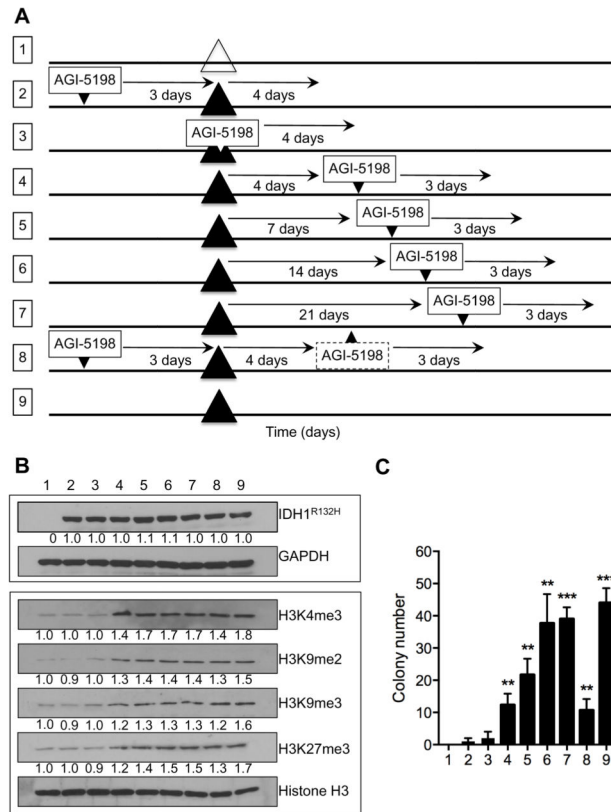 A
1
AGI-5198
2
3 days
4 days
3
AGI-5198
4 days
4
4 days
AGI-5198
3 days
5
7 days
AGI-5198
3 days
6
14 days
AGI-5198
3 days
7
21 days
AGI-5198
3 days
8
AGI-5198
3 days
4 days
AGI-5198
3 days
9
Time (days)
B
1 2 3 4 5 6 7 8 9
IDH1R132H
0 1.0 1.0 1.0 1.1 1.1 1.0 1.0 1.0
GAPDH
H3K4me3
1.0 1.0 1.0 1.4 1.7 1.7 1.7 1.4 1.8
H3K9me2
1.0 0.9 1.0 1.3 1.4 1.4 1.3 1.3 1.5
H3K9me3
1.0 0.9 1.0 1.2 1.3 1.3 1.3 1.2 1.6
H3K27me3
1.0 1.0 0.9 1.2 1.4 1.5 1.5 1.3 1.7
Histone H3
C
Colony number
60
50
40
30
20
10
0
** ** ** *** ** ***
1 2 3 4 5 6 7 8 9